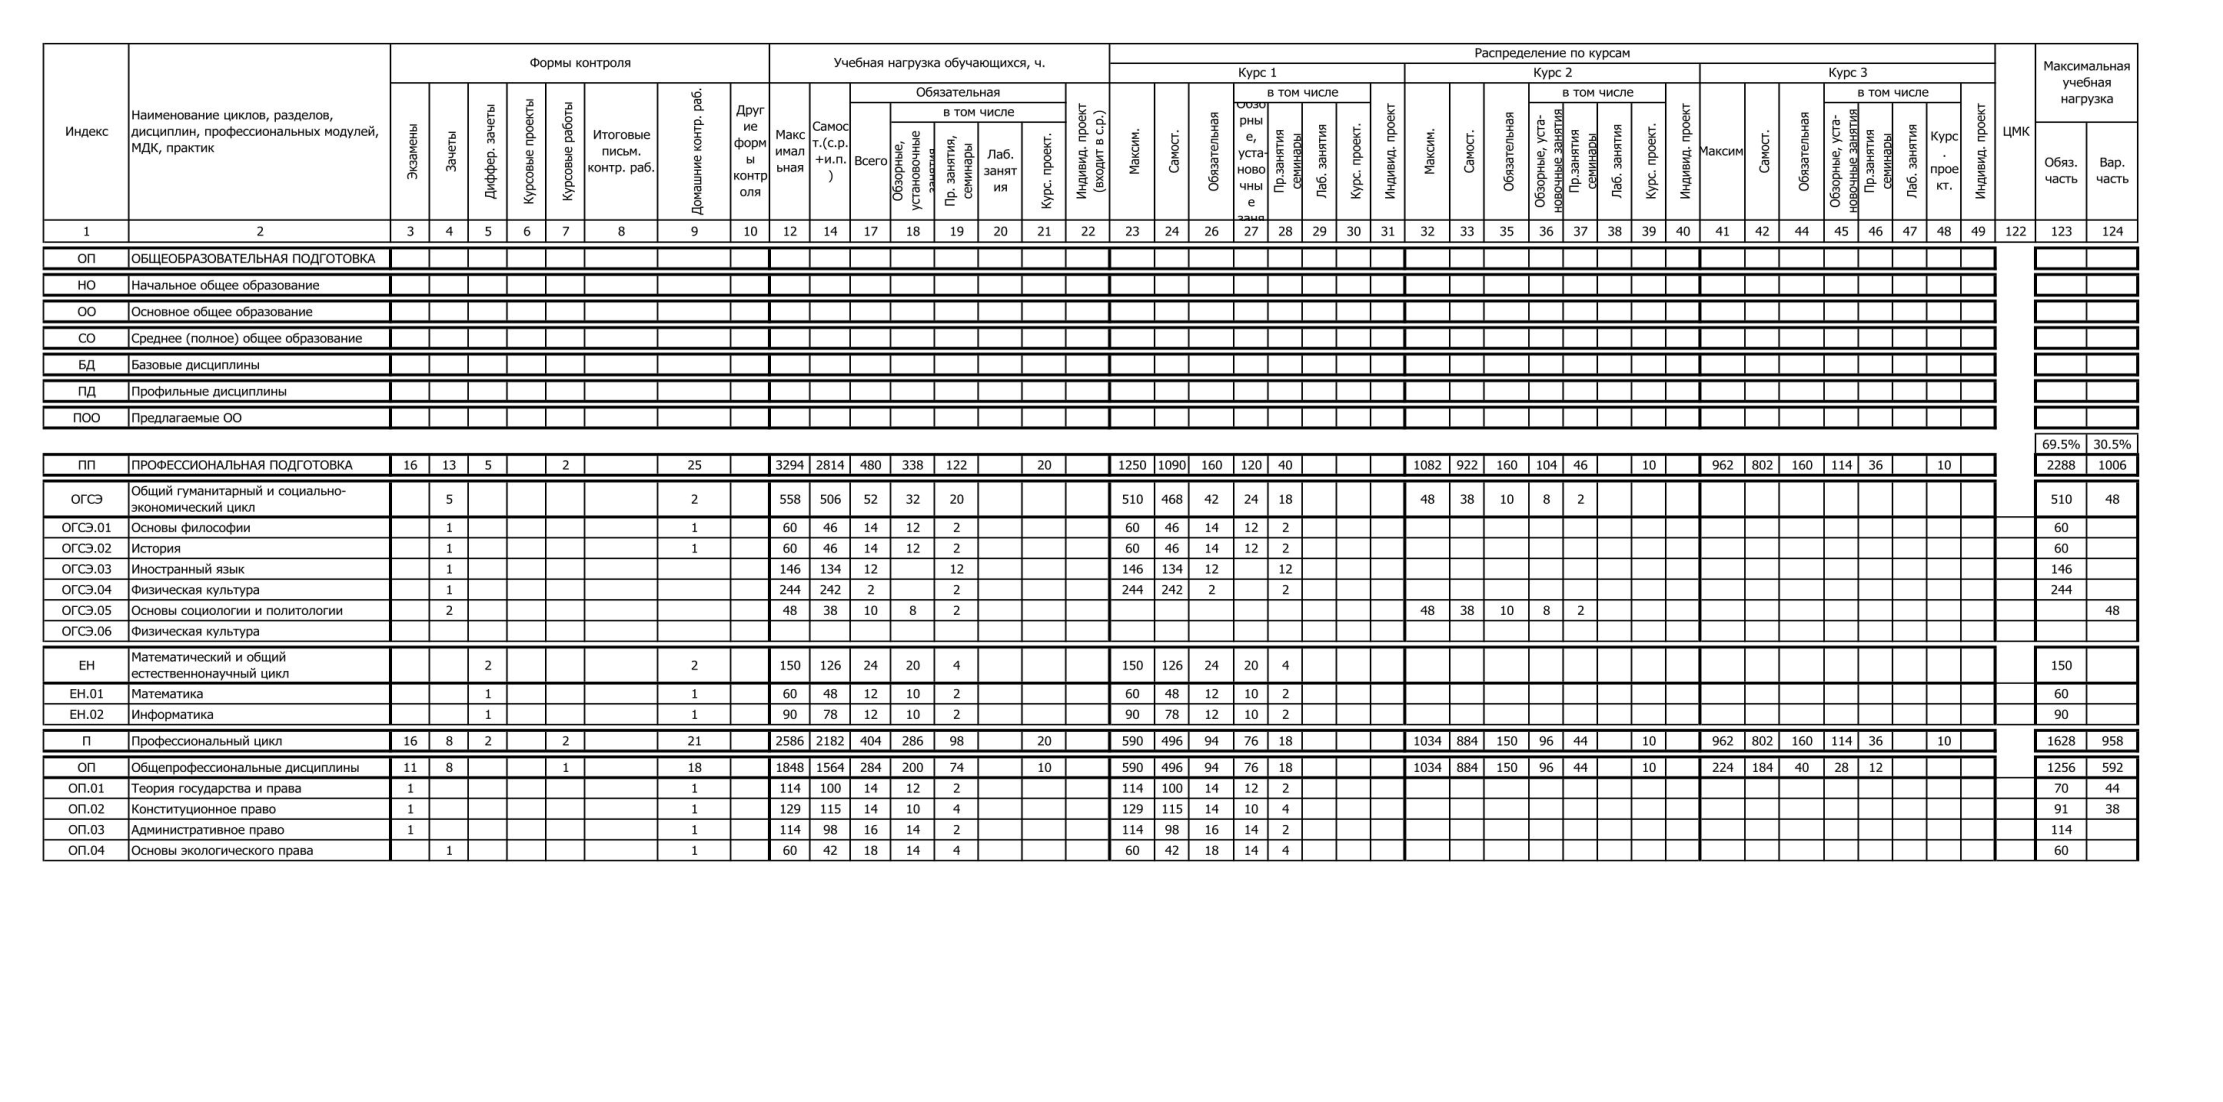 Индекс
Наименование циклов, разделов,
дисциплин, профессиональных модулей,
МДК, практик
Формы контроля
Учебная нагрузка обучающихся, ч.
Распределение по курсам
ЦМК
Максимальная
учебная
нагрузка
Экзамены
Зачеты
Диффер. зачеты
Курсовые проекты
Курсовые работы
Итоговые
письм.
контр. раб.
Домашние контр. раб.
Друг
ие
форм
ы
контр
оля
Макс
имал
ьная
Самос
т.(с.р.
+и.п.
)
Обязательная
Всего
в том числе
Обзорные,
установочные
занятия
Пр. занятия,
семинары
Лаб.
занят
ия
Курс. проект.
Индивид. проект
(входит в с.р.)
Курс 1
Максим.
Самост.
Обязательная
в том числе
Обзо
рны
е,
уста-
ново
чны
е
заня
Пр.занятия
семинары
Лаб. занятия
Курс. проект.
Индивид. проект
Курс 2
Максим.
Самост.
Обязательная
в том числе
Обзорные, уста-
новочные занятия
Пр.занятия
семинары
Лаб. занятия
Курс. проект.
Индивид. проект
Курс 3
Максим
Самост.
Обязательная
в том числе
Обзорные, уста-
новочные занятия
Пр.занятия
семинары
Лаб. занятия
Курс
.
прое
кт.
Индивид. проект
Обяз.
часть
Вар.
часть
1 2 3 4 5 6 7 8 9 10 12 14 17 18 19 20 21 22 23 24 26 27 28 29 30 31 32 33 35 36 37 38 39 40 41 42 44 45 46 47 48 49 122 123 124
ОП ОБЩЕОБРАЗОВАТЕЛЬНАЯ ПОДГОТОВКА
НО Начальное общее образование
ОО Основное общее образование
СО Среднее (полное) общее образование
БД Базовые дисциплины
ПД Профильные дисциплины
ПОО Предлагаемые ОО
69.5% 30.5%
ПП ПРОФЕССИОНАЛЬНАЯ ПОДГОТОВКА 16 13 5 2 25 3294 2814 480 338 122 20 1250 1090 160 120 40 1082 922 160 104 46 10 962 802 160 114 36 10 2288 1006
ОГСЭ Общий гуманитарный и социально-
экономический цикл 5 2 558 506 52 32 20 510 468 42 24 18 48 38 10 8 2 510 48
ОГСЭ.01 Основы философии 1 1 60 46 14 12 2 60 46 14 12 2 60
ОГСЭ.02 История 1 1 60 46 14 12 2 60 46 14 12 2 60
ОГСЭ.03 Иностранный язык 1 146 134 12 12 146 134 12 12 146
ОГСЭ.04 Физическая культура 1 244 242 2 2 244 242 2 2 244
ОГСЭ.05 Основы социологии и политологии 2 48 38 10 8 2 48 38 10 8 2 48
ОГСЭ.06 Физическая культура
ЕН Математический и общий
естественнонаучный цикл 2 2 150 126 24 20 4 150 126 24 20 4 150
ЕН.01 Математика 1 1 60 48 12 10 2 60 48 12 10 2 60
ЕН.02 Информатика 1 1 90 78 12 10 2 90 78 12 10 2 90
П Профессиональный цикл 16 8 2 2 21 2586 2182 404 286 98 20 590 496 94 76 18 1034 884 150 96 44 10 962 802 160 114 36 10 1628 958
ОП Общепрофессиональные дисциплины 11 8 1 18 1848 1564 284 200 74 10 590 496 94 76 18 1034 884 150 96 44 10 224 184 40 28 12 1256 592
ОП.01 Теория государства и права 1 1 114 100 14 12 2 114 100 14 12 2 70 44
ОП.02 Конституционное право 1 1 129 115 14 10 4 129 115 14 10 4 91 38
ОП.03 Административное право 1 1 114 98 16 14 2 114 98 16 14 2 114
ОП.04 Основы экологического права 1 1 60 42 18 14 4 60 42 18 14 4 60